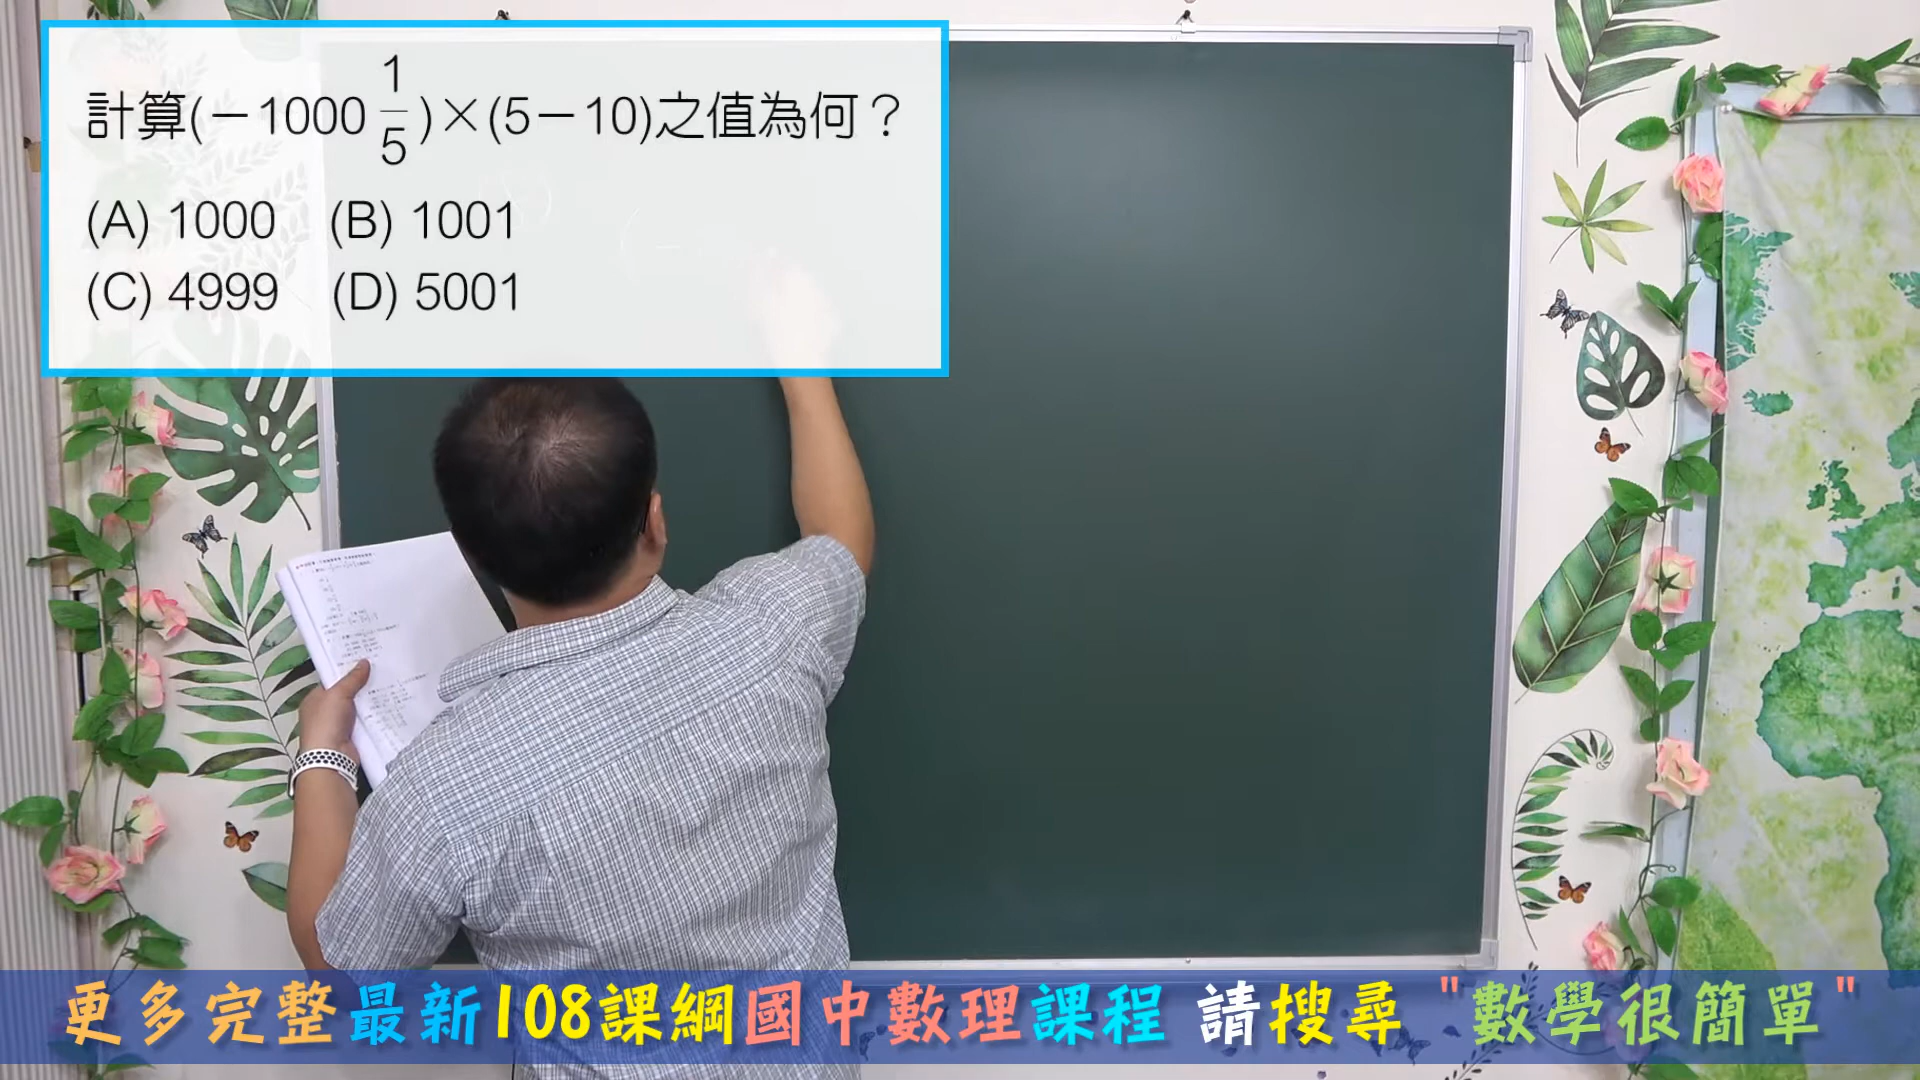 計算(－1000 1/5)×(5－10)之值為何？
(A) 1000 (B) 1001
(C) 4999 (D) 5001
更多完整最新108課綱國中數理課程 請搜尋 "數學很簡單"